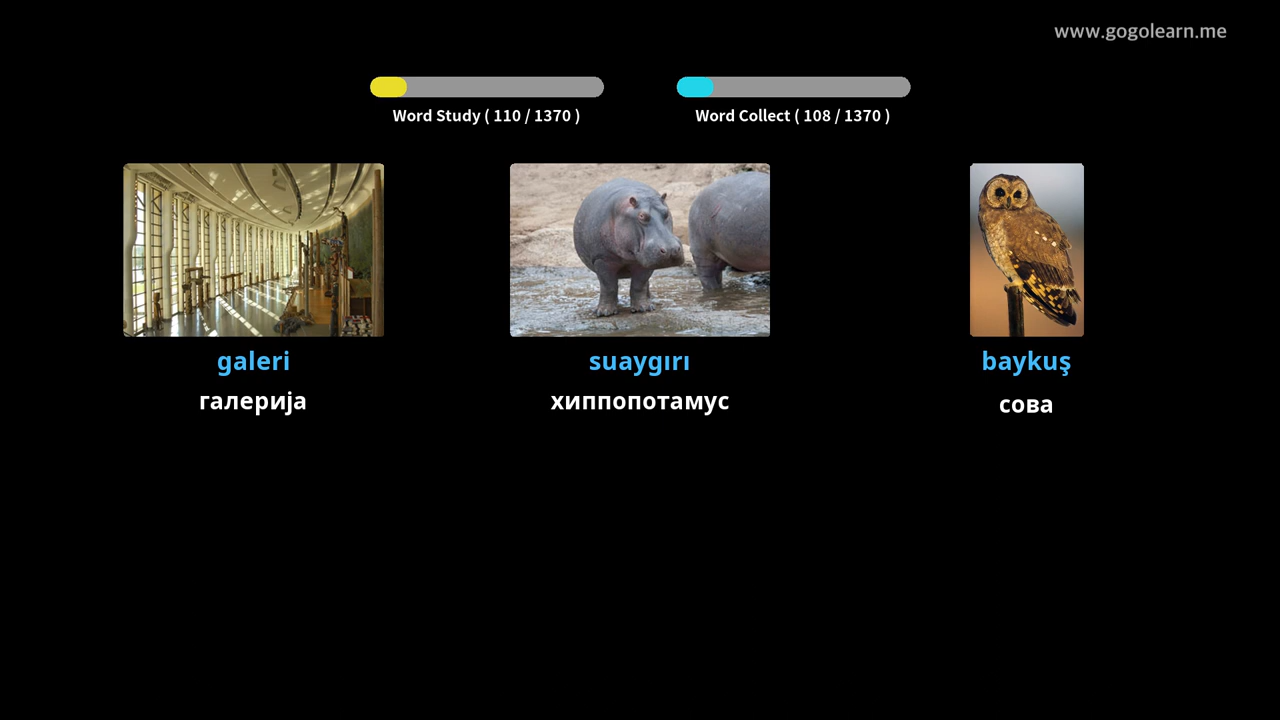 www.gogolearn.me
Word Study ( 110 / 1370 )
Word Collect ( 108 / 1370 )
galeri
галерија
suaygırı
хиппопотамус
baykuş
сова